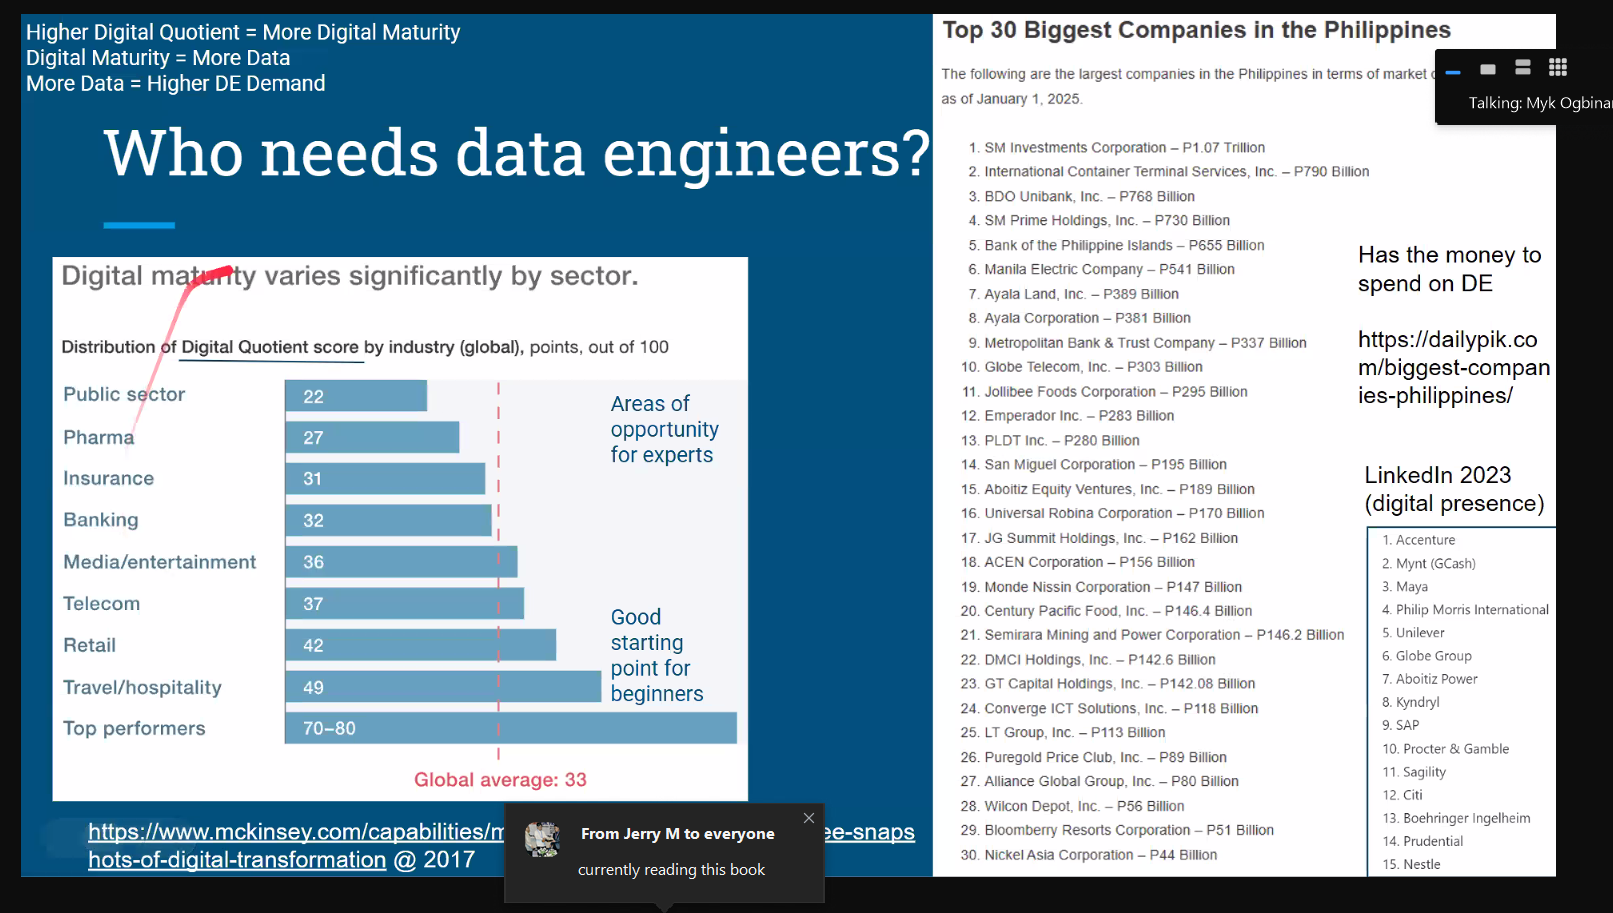 Higher Digital Quotient = More Digital Maturity
Digital Maturity = More Data
More Data = Higher DE Demand
Who needs data engineers?
Digital maturity varies significantly by sector.
Distribution of Digital Quotient score by industry (global), points, out of 100
Public sector 22
Pharma 27
Insurance 31
Banking 32
Media/entertainment 36
Telecom 37
Retail 42
Travel/hospitality 49
Top performers 70–80
Global average: 33
Areas of
opportunity
for experts
Good
starting
point for
beginners
https://www.mckinsey.com/capabilities/m ee-snaps
hots-of-digital-transformation @ 2017
From Jerry M to everyone
currently reading this book
Top 30 Biggest Companies in the Philippines
The following are the largest companies in the Philippines in terms of market
as of January 1, 2025.
1. SM Investments Corporation – P1.07 Trillion
2. International Container Terminal Services, Inc. – P790 Billion
3. BDO Unibank, Inc. – P768 Billion
4. SM Prime Holdings, Inc. – P730 Billion
5. Bank of the Philippine Islands – P655 Billion
6. Manila Electric Company – P541 Billion
7. Ayala Land, Inc. – P389 Billion
8. Ayala Corporation – P381 Billion
9. Metropolitan Bank & Trust Company – P337 Billion
10. Globe Telecom, Inc. – P303 Billion
11. Jollibee Foods Corporation – P295 Billion
12. Emperador Inc. – P283 Billion
13. PLDT Inc. – P280 Billion
14. San Miguel Corporation – P195 Billion
15. Aboitiz Equity Ventures, Inc. – P189 Billion
16. Universal Robina Corporation – P170 Billion
17. JG Summit Holdings, Inc. – P162 Billion
18. ACEN Corporation – P156 Billion
19. Monde Nissin Corporation – P147 Billion
20. Century Pacific Food, Inc. – P146.4 Billion
21. Semirara Mining and Power Corporation – P146.2 Billion
22. DMCI Holdings, Inc. – P142.6 Billion
23. GT Capital Holdings, Inc. – P142.08 Billion
24. Converge ICT Solutions, Inc. – P118 Billion
25. LT Group, Inc. – P113 Billion
26. Puregold Price Club, Inc. – P89 Billion
27. Alliance Global Group, Inc. – P80 Billion
28. Wilcon Depot, Inc. – P56 Billion
29. Bloomberry Resorts Corporation – P51 Billion
30. Nickel Asia Corporation – P44 Billion
Talking: Myk Ogbinar
Has the money to
spend on DE
https://dailypik.co
m/biggest-compan
ies-philippines/
LinkedIn 2023
(digital presence)
1. Accenture
2. Mynt (GCash)
3. Maya
4. Philip Morris International
5. Unilever
6. Globe Group
7. Aboitiz Power
8. Kyndryl
9. SAP
10. Procter & Gamble
11. Sagility
12. Citi
13. Boehringer Ingelheim
14. Prudential
15. Nestle